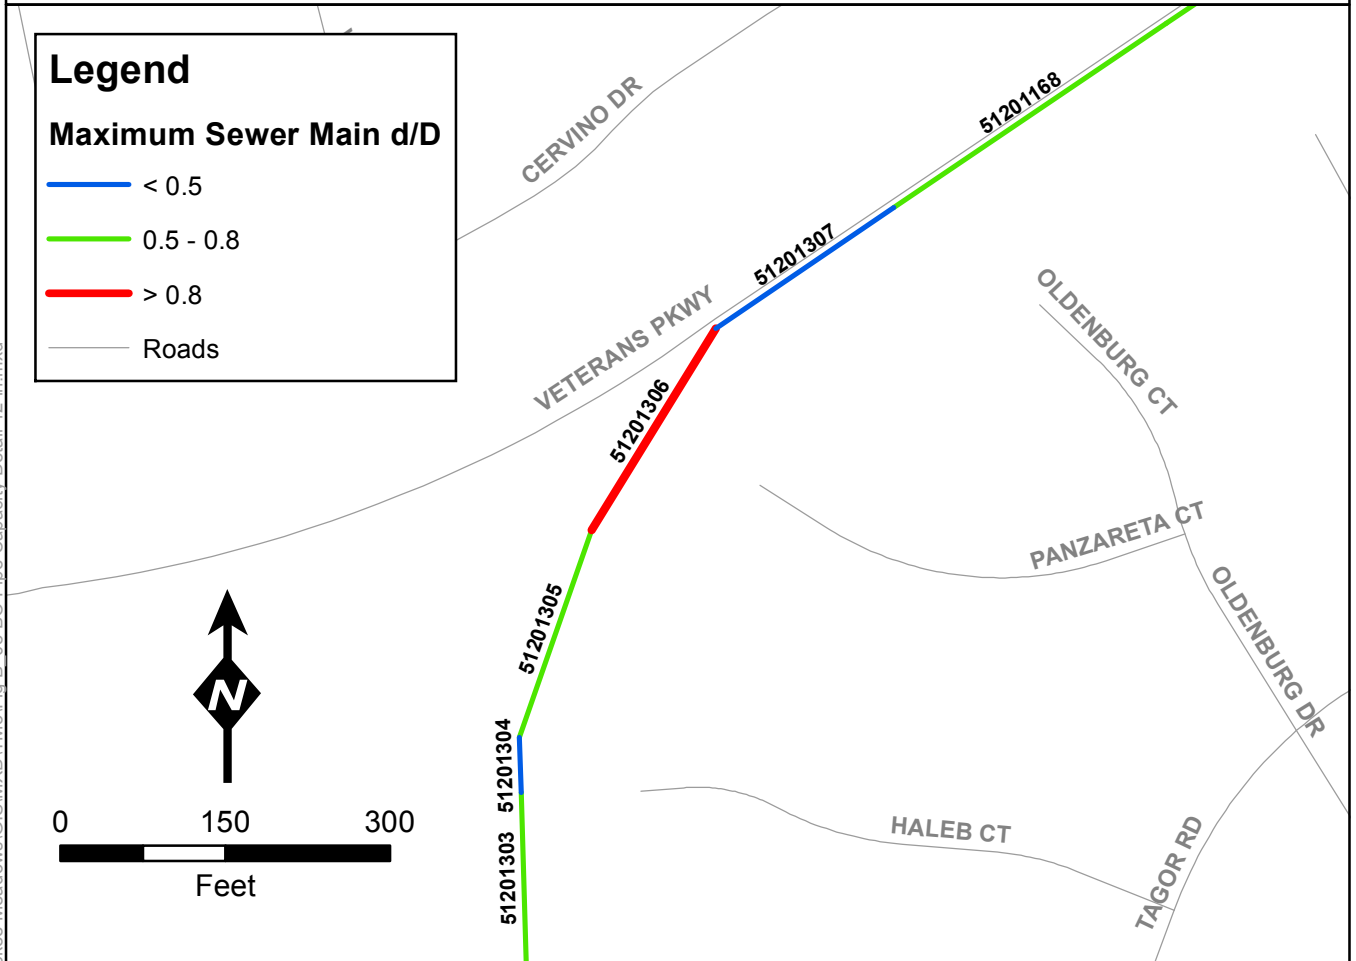 Legend
Maximum Sewer Main d/D
< 0.5
0.5 - 0.8
> 0.8
Roads
CERVINO DR
51201168
51201307
VETERANS PKWY
51201306
OLDENBURG CT
PANZARETA CT
51201305
OLDENBURG DR
51201304
N
0 150 300
Feet
51201303
HALEB CT
TAGOR RD